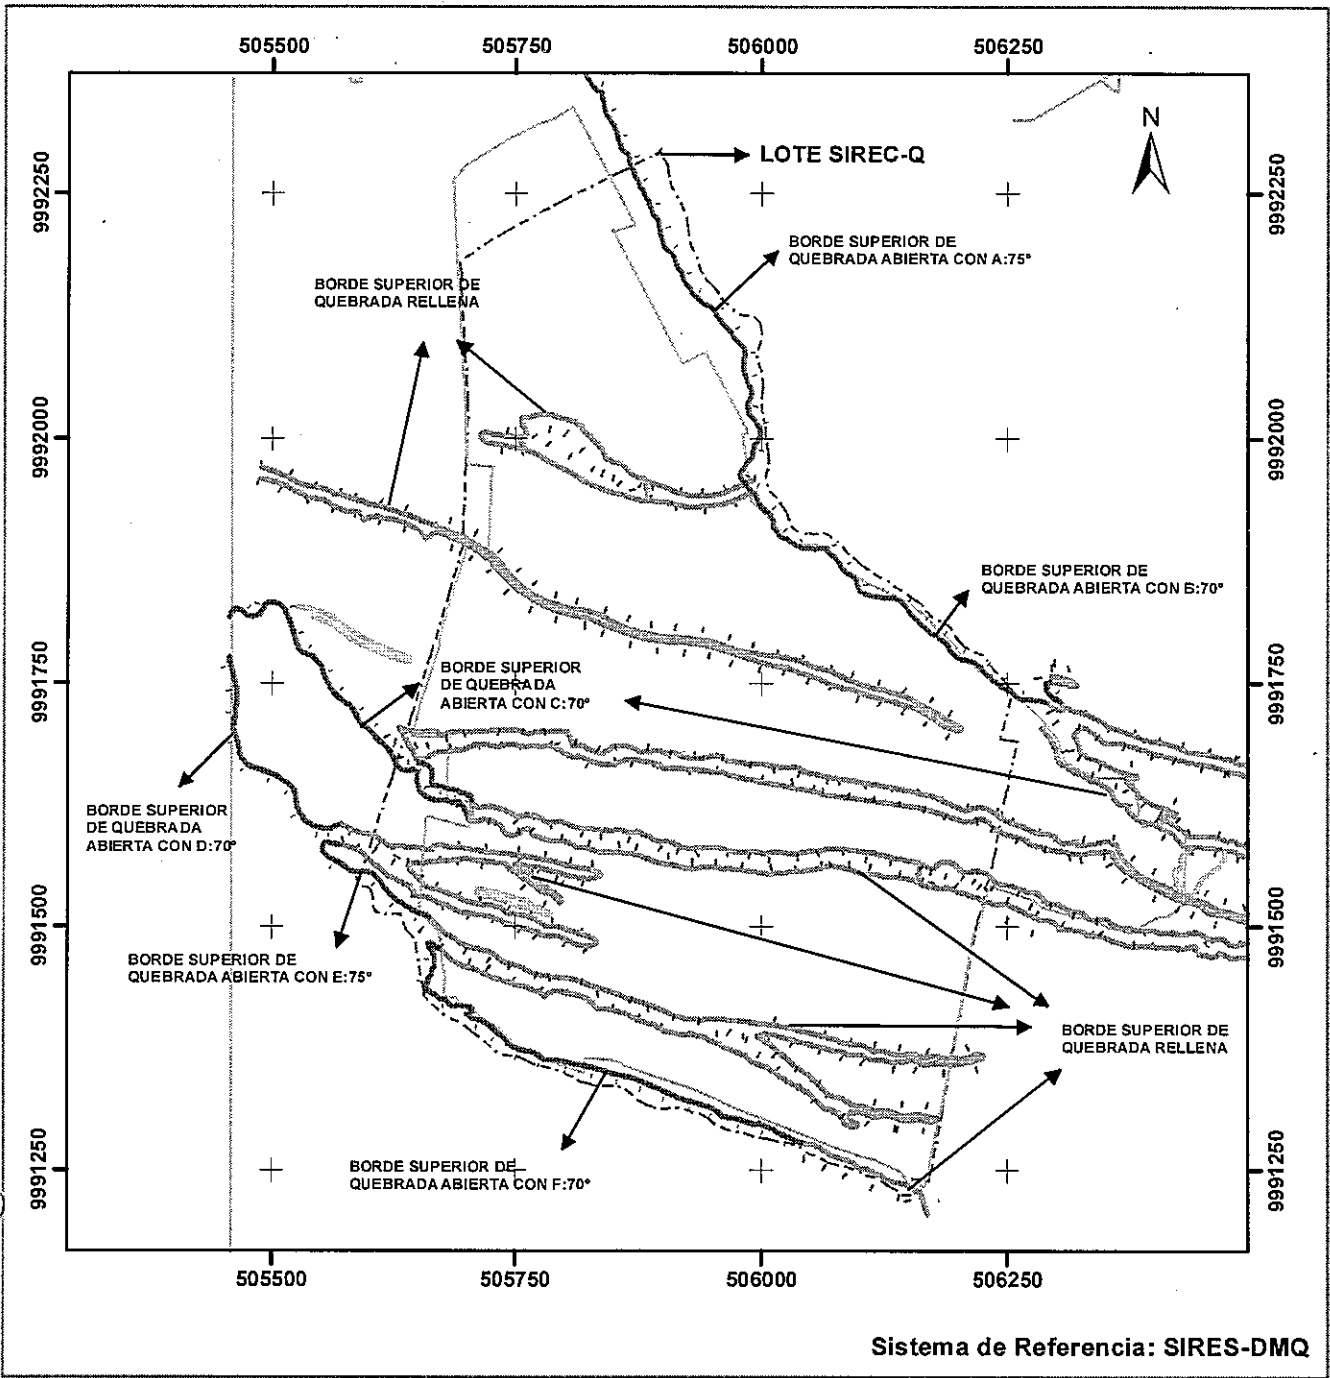 505500 505750 506000 506250
N
LOTE SIREC-Q
9992250 9992250
BORDE SUPERIOR DE
QUEBRADA ABIERTA CON A:75°
BORDE SUPERIOR DE
QUEBRADA RELLENA
9992000 9992000
BORDE SUPERIOR DE
QUEBRADA ABIERTA CON B:70°
BORDE SUPERIOR
DE QUEBRADA
ABIERTA CON C:70°
9991750 9991750
BORDE SUPERIOR
DE QUEBRADA
ABIERTA CON D:70°
9991500 9991500
BORDE SUPERIOR DE
QUEBRADA ABIERTA CON E:75°
BORDE SUPERIOR DE
QUEBRADA RELLENA
9991250 9991250
BORDE SUPERIOR DE
QUEBRADA ABIERTA CON F:70°
505500 505750 506000 506250
Sistema de Referencia: SIRES-DMQ